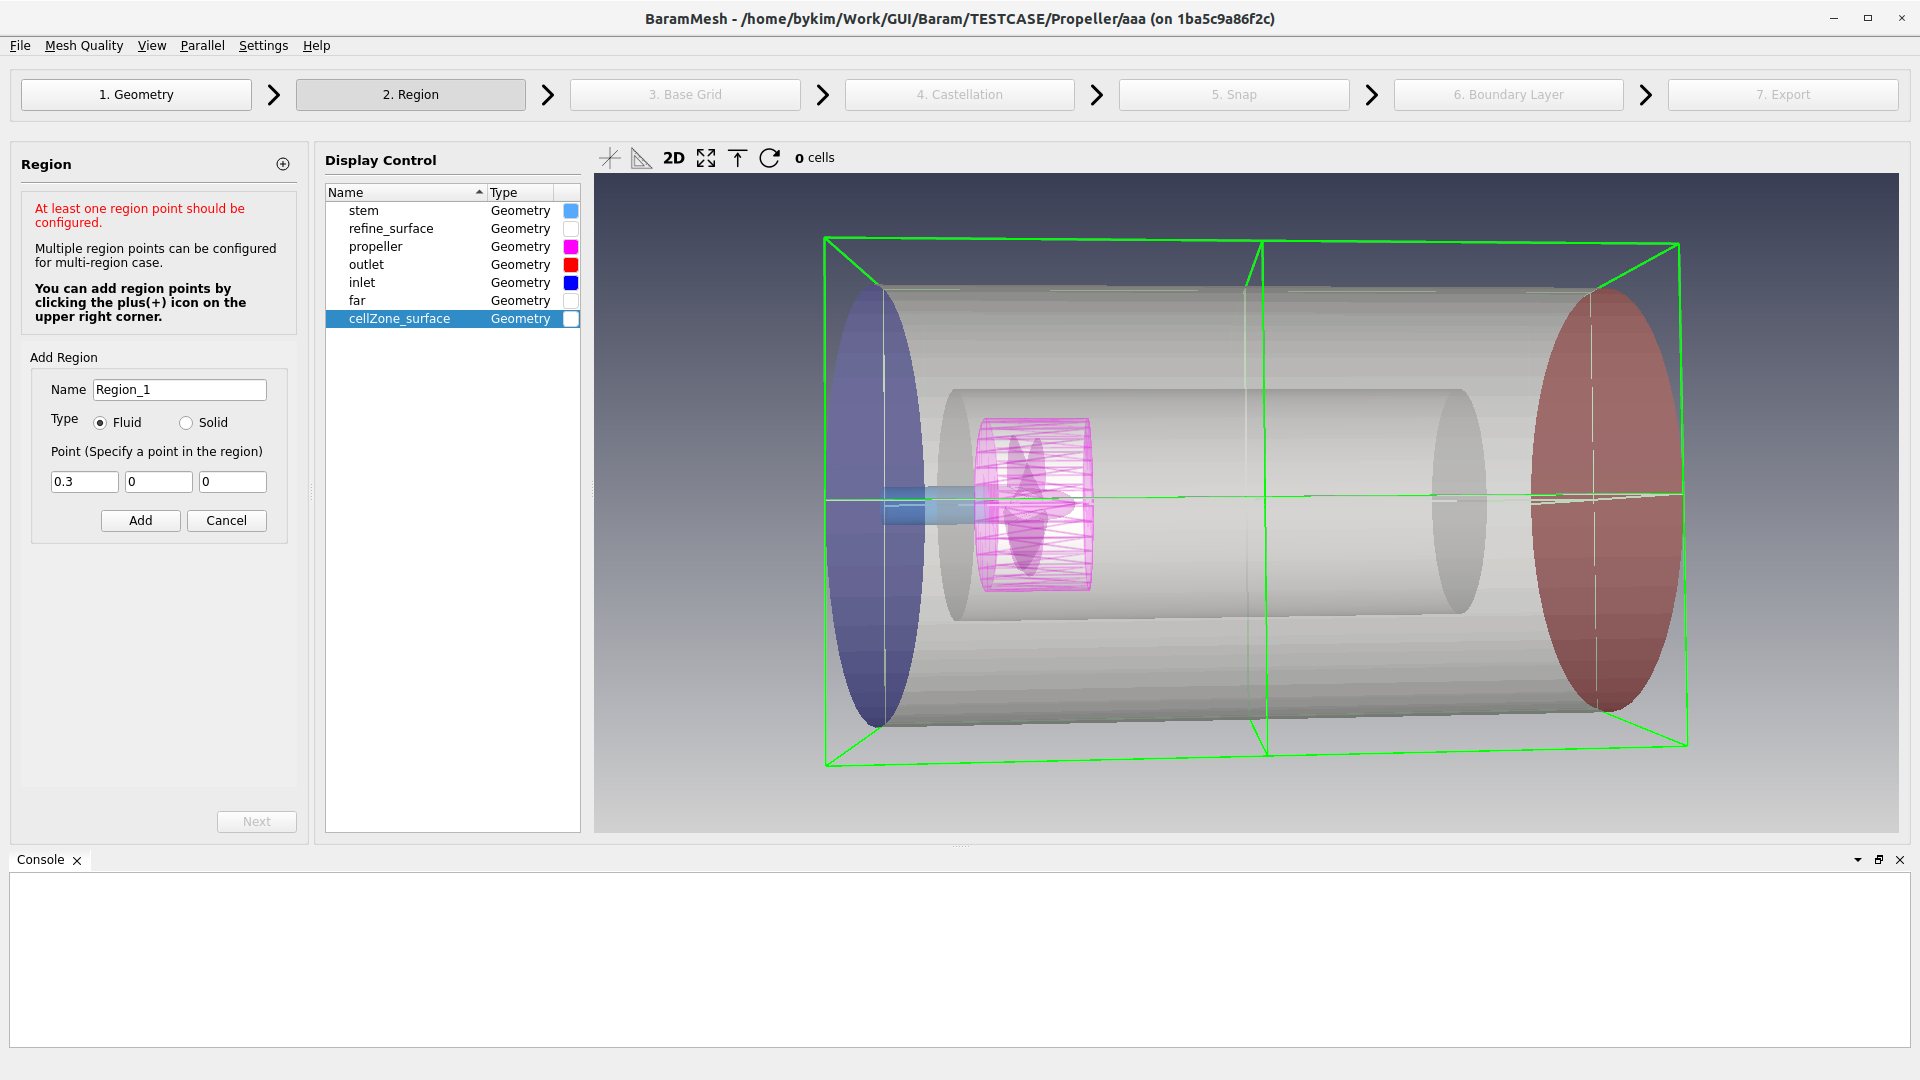 BaramMesh - /home/bykim/Work/GUI/Baram/TESTCASE/Propeller/aaa (on 1ba5c9a86f2c)
File Mesh Quality View Parallel Settings Help
1. Geometry 2. Region 3. Base Grid 4. Castellation 5. Snap 6. Boundary Layer 7. Export
Region
At least one region point should be
configured.
Multiple region points can be configured
for multi-region case.
You can add region points by
clicking the plus(+) icon on the
upper right corner.
Add Region
Name Region_1
Type Fluid Solid
Point (Specify a point in the region)
0.3 0 0
Add Cancel
Next
Display Control
Name Type
stem Geometry
refine_surface Geometry
propeller Geometry
outlet Geometry
inlet Geometry
far Geometry
cellZone_surface Geometry
2D 0 cells
Console